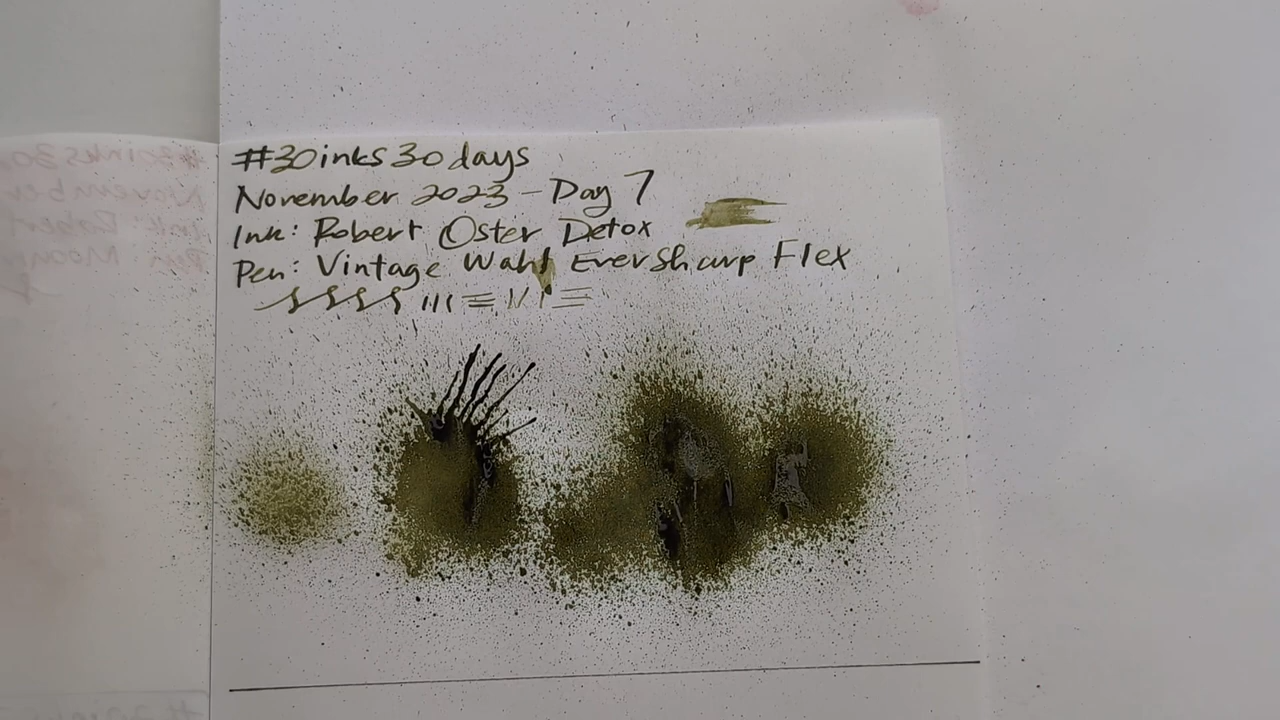 #30inks30days
November 2023 - Day 7
Ink: Robert Oster Detox
Pen: Vintage Wahl Eversharp Flex